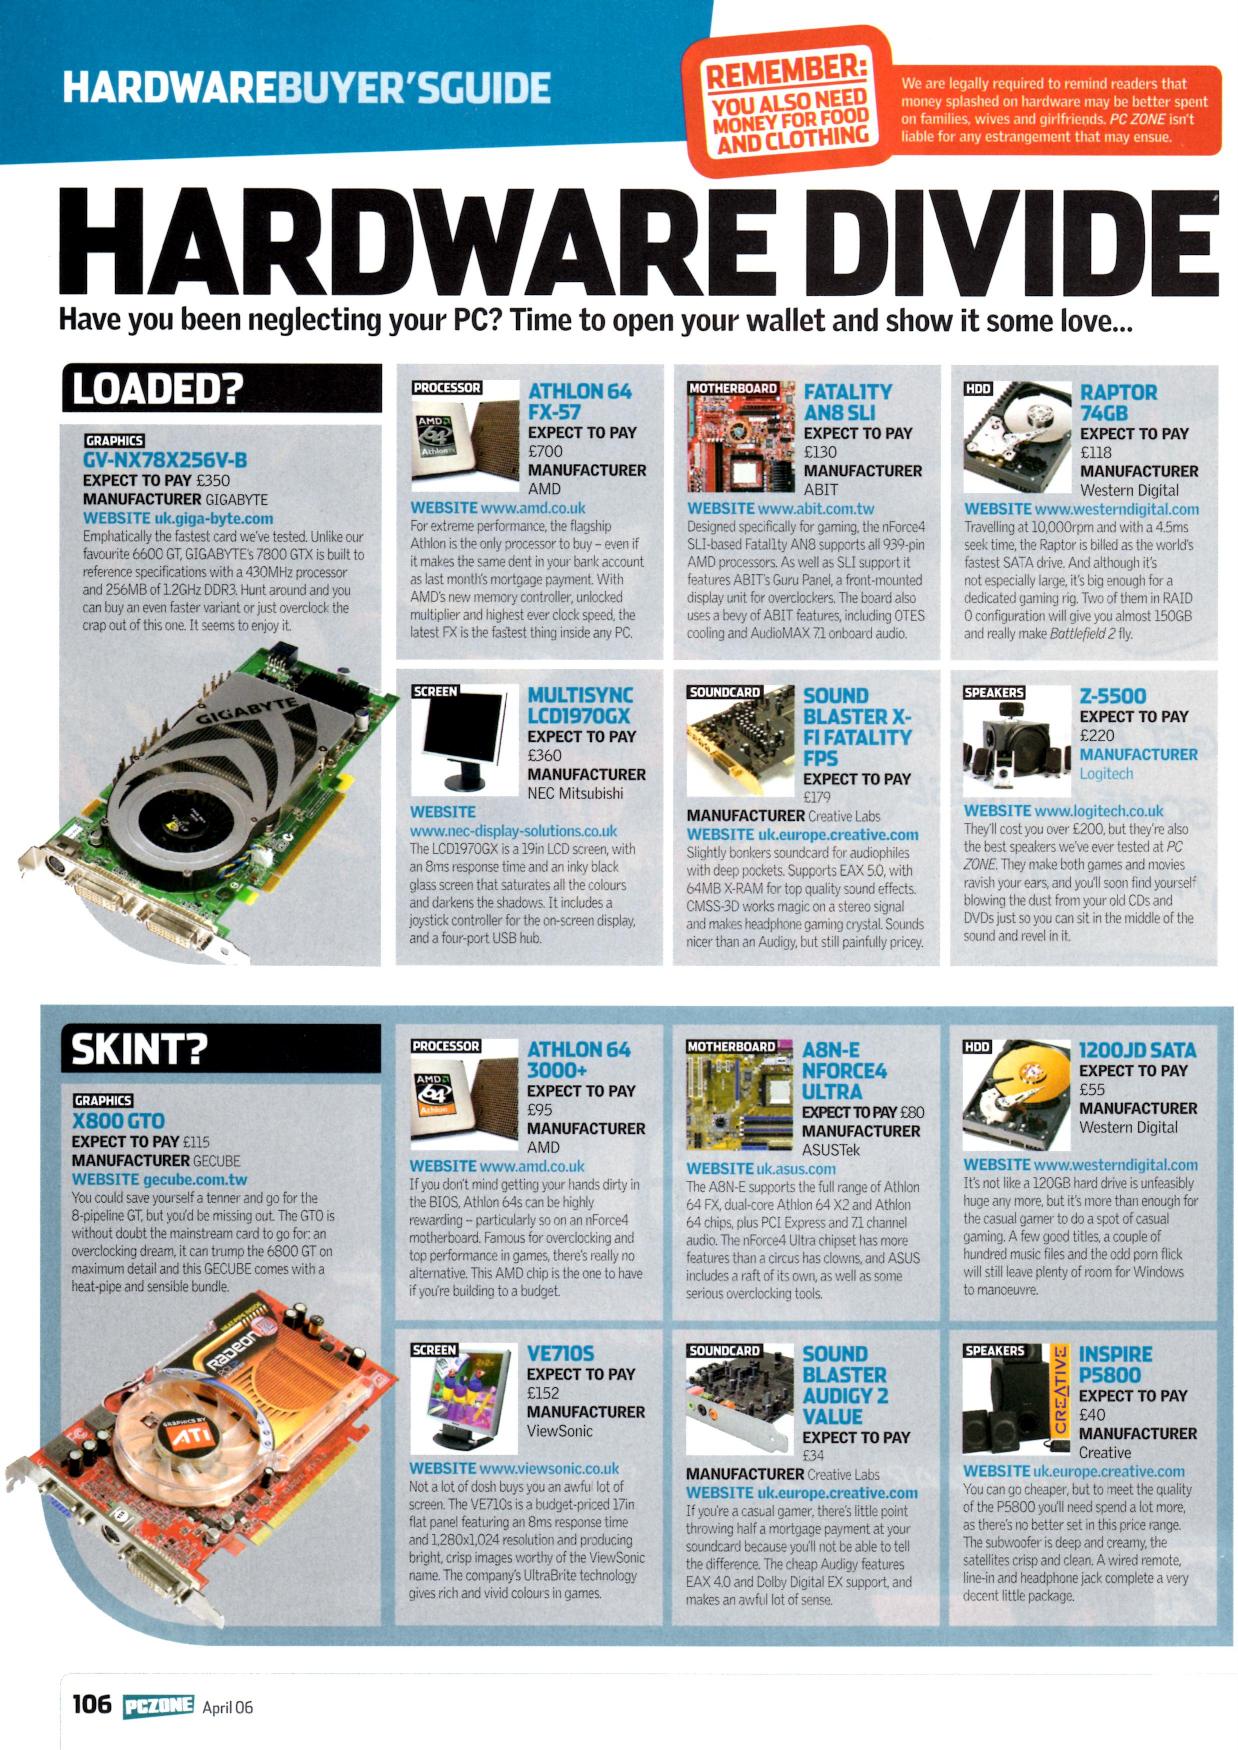 HARDWAREBUYER'SGUIDE
REMEMBER:
YOU ALSO NEED
MONEY FOR FOOD
AND CLOTHING
We are legally required to remind readers that
money splashed on hardware may be better spent
on families, wives and girlfriends. PC ZONE isn't
liable for any estrangement that may ensue.
HARDWARE DIVIDE
Have you been neglecting your PC? Time to open your wallet and show it some love...
LOADED?
GRAPHICS
GV-NX78X256V-B
EXPECT TO PAY £350
MANUFACTURER GIGABYTE
WEBSITE uk.giga-byte.com
Emphatically the fastest card we've tested. Unlike our
favourite 6600 GT, GIGABYTE's 7800 GTX is built to
reference specifications with a 430MHz processor
and 256MB of 1.2GHz DDR3. Hunt around and you
can buy an even faster variant or just overclock the
crap out of this one. It seems to enjoy it.
GIGABYTE
PROCESSOR
AMD
64
Athlon
ATHLON 64
FX-57
EXPECT TO PAY
£700
MANUFACTURER
AMD
WEBSITE www.amd.co.uk
For extreme performance, the flagship
Athlon is the only processor to buy – even if
it makes the same dent in your bank account
as last month's mortgage payment. With
AMD's new memory controller, unlocked
multiplier and highest ever clock speed, the
latest FX is the fastest thing inside any PC.
MOTHERBOARD
FATAL1TY
AN8 SLI
EXPECT TO PAY
£130
MANUFACTURER
ABIT
WEBSITE www.abit.com.tw
Designed specifically for gaming, the nForce4
SLI-based Fatal1ty AN8 supports all 939-pin
AMD processors. As well as SLI support it
features ABIT's Guru Panel, a front-mounted
display unit for overclockers. The board also
uses a bevy of ABIT features, including OTES
cooling and AudioMAX 7.1 onboard audio.
HDD
RAPTOR
74GB
EXPECT TO PAY
£118
MANUFACTURER
Western Digital
WEBSITE www.westerndigital.com
Travelling at 10,000rpm and with a 4.5ms
seek time, the Raptor is billed as the world's
fastest SATA drive. And although it's
not especially large, it's big enough for a
dedicated gaming rig. Two of them in RAID
0 configuration will give you almost 150GB
and really make Battlefield 2 fly.
SCREEN
MULTISYNC
LCD1970GX
EXPECT TO PAY
£360
MANUFACTURER
NEC Mitsubishi
WEBSITE
www.nec-display-solutions.co.uk
The LCD1970GX is a 19in LCD screen, with
an 8ms response time and an inky black
glass screen that saturates all the colours
and darkens the shadows. It includes a
joystick controller for the on-screen display,
and a four-port USB hub.
SOUNDCARD
SOUND
BLASTER X-
FI FATAL1TY
FPS
EXPECT TO PAY
£179
MANUFACTURER Creative Labs
WEBSITE uk.europe.creative.com
Slightly bonkers soundcard for audiophiles
with deep pockets. Supports EAX 5.0, with
64MB X-RAM for top quality sound effects.
CMSS-3D works magic on a stereo signal
and makes headphone gaming crystal. Sounds
nicer than an Audigy, but still painfully pricey.
SPEAKERS
Z-5500
EXPECT TO PAY
£220
MANUFACTURER
Logitech
WEBSITE www.logitech.co.uk
They'll cost you over £200, but they're also
the best speakers we've ever tested at PC
ZONE. They make both games and movies
ravish your ears, and you'll soon find yourself
blowing the dust from your old CDs and
DVDs just so you can sit in the middle of the
sound and revel in it.
SKINT?
GRAPHICS
X800 GTO
EXPECT TO PAY £115
MANUFACTURER GECUBE
WEBSITE gecube.com.tw
You could save yourself a tenner and go for the
8-pipeline GT, but you'd be missing out. The GTO is
without doubt the mainstream card to go for: an
overclocking dream, it can trump the 6800 GT on
maximum detail and this GECUBE comes with a
heat-pipe and sensible bundle.
RADEON
GRAPHICS BY
ATI
PROCESSOR
AMD
64
Athlon
ATHLON 64
3000+
EXPECT TO PAY
£95
MANUFACTURER
AMD
WEBSITE www.amd.co.uk
If you don't mind getting your hands dirty in
the BIOS, Athlon 64s can be highly
rewarding – particularly so on an nForce4
motherboard. Famous for overclocking and
top performance in games, there's really no
alternative. This AMD chip is the one to have
if you're building to a budget.
MOTHERBOARD
A8N-E
NFORCE4
ULTRA
EXPECT TO PAY £80
MANUFACTURER
ASUSTek
WEBSITE uk.asus.com
The A8N-E supports the full range of Athlon
64 FX, dual-core Athlon 64 X2 and Athlon
64 chips, plus PCI Express and 7.1 channel
audio. The nForce4 Ultra chipset has more
features than a circus has clowns, and ASUS
includes a raft of its own, as well as some
serious overclocking tools.
HDD
1200JD SATA
EXPECT TO PAY
£55
MANUFACTURER
Western Digital
WEBSITE www.westerndigital.com
It's not like a 120GB hard drive is unfeasibly
huge any more, but it's more than enough for
the casual gamer to do a spot of casual
gaming. A few good titles, a couple of
hundred music files and the odd porn flick
will still leave plenty of room for Windows
to manoeuvre.
SCREEN
VE710S
EXPECT TO PAY
£152
MANUFACTURER
ViewSonic
WEBSITE www.viewsonic.co.uk
Not a lot of dosh buys you an awful lot of
screen. The VE710s is a budget-priced 17in
flat panel featuring an 8ms response time
and 1,280x1,024 resolution and producing
bright, crisp images worthy of the ViewSonic
name. The company's UltraBrite technology
gives rich and vivid colours in games.
SOUNDCARD
SOUND
BLASTER
AUDIGY 2
VALUE
EXPECT TO PAY
£34
MANUFACTURER Creative Labs
WEBSITE uk.europe.creative.com
If you're a casual gamer, there's little point
throwing half a mortgage payment at your
soundcard because you'll not be able to tell
the difference. The cheap Audigy features
EAX 4.0 and Dolby Digital EX support, and
makes an awful lot of sense.
SPEAKERS
CREATIVE
INSPIRE
P5800
EXPECT TO PAY
£40
MANUFACTURER
Creative
WEBSITE uk.europe.creative.com
You can go cheaper, but to meet the quality
of the P5800 you'll need spend a lot more,
as there's no better set in this price range.
The subwoofer is deep and creamy, the
satellites crisp and clean. A wired remote,
line-in and headphone jack complete a very
decent little package.
106 PCZONE April 06